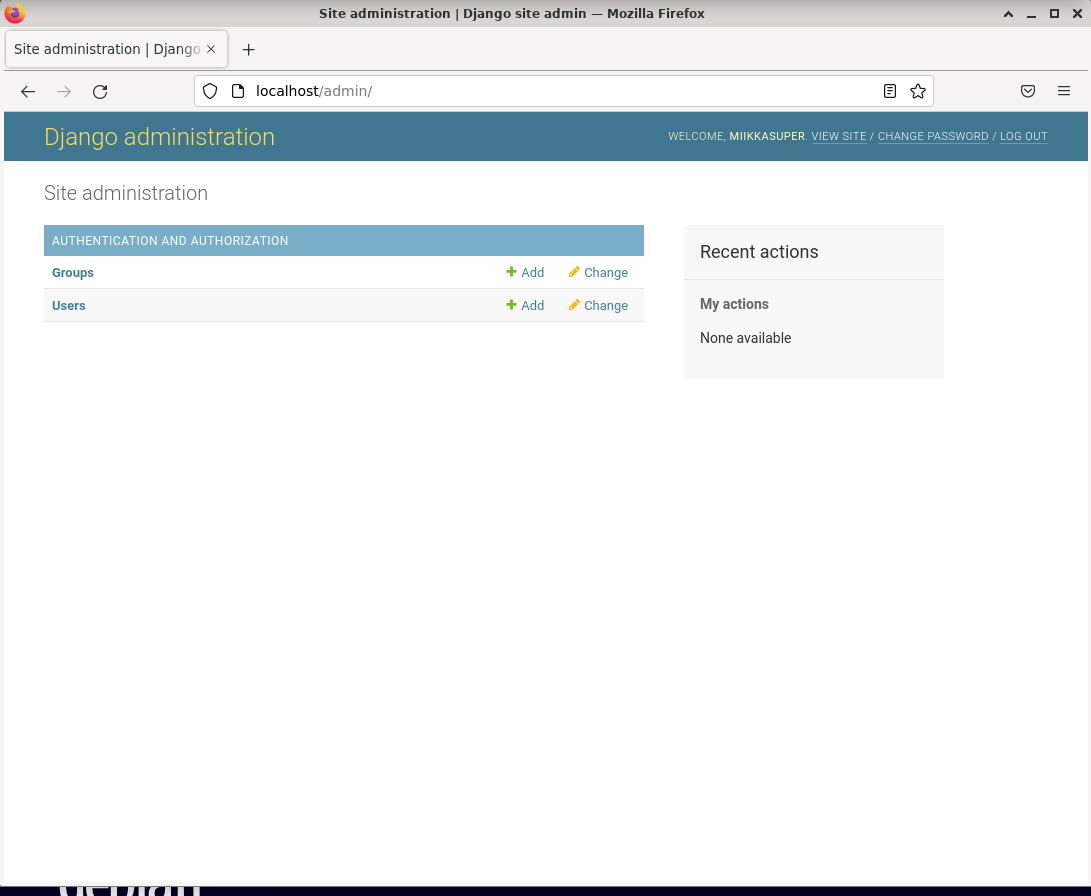 Site administration | Django site admin — Mozilla Firefox
Site administration | Django
localhost/admin/
Django administration
WELCOME, MIIKKASUPER. VIEW SITE / CHANGE PASSWORD / LOG OUT
Site administration
AUTHENTICATION AND AUTHORIZATION
Groups Add Change
Users Add Change
Recent actions
My actions
None available
debian